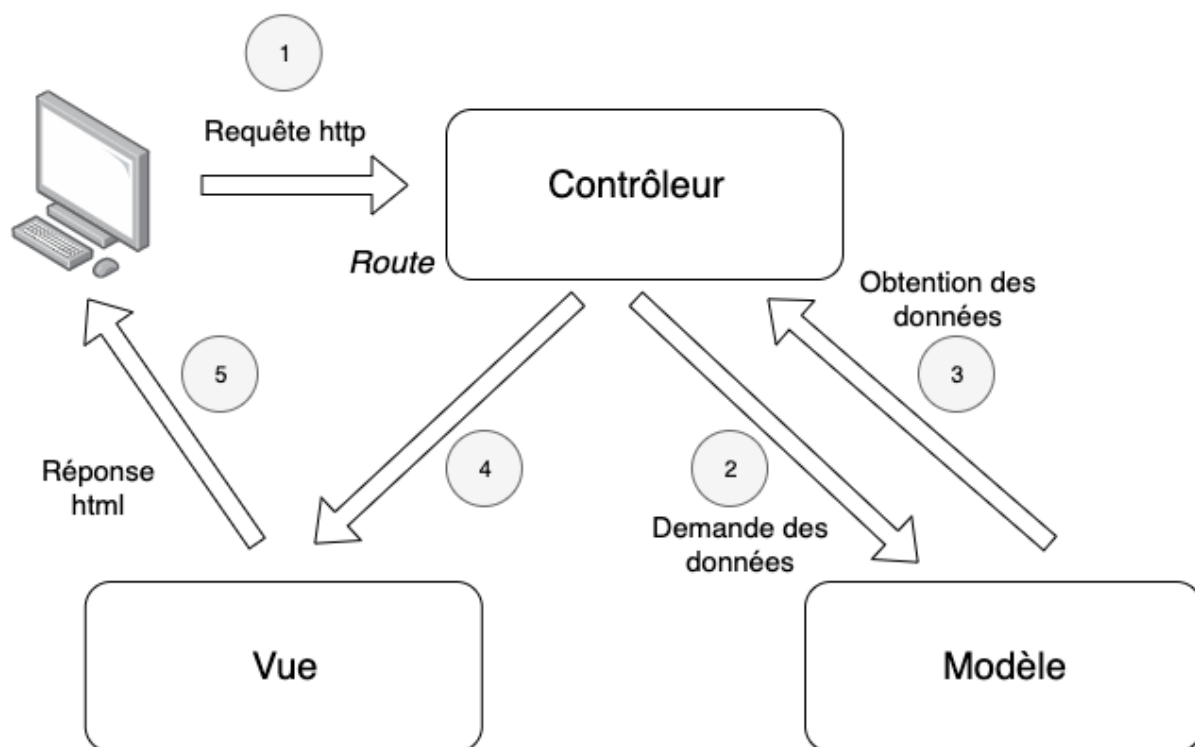 1
Requête http
Contrôleur
Route
Obtention des
données
3
5
4
2
Réponse
html
Demande des
données
Vue
Modèle